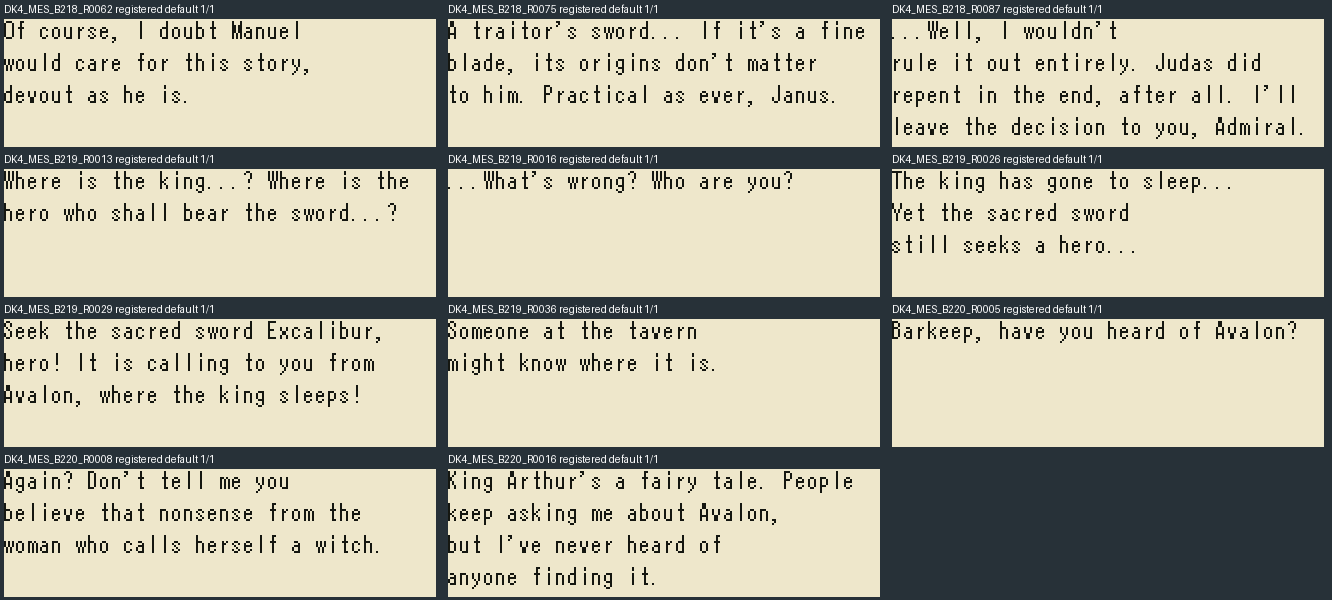 DK4_MES_B218_R0062 registered default 1/1
Of course, I doubt Manuel
would care for this story,
devout as he is.
DK4_MES_B218_R0075 registered default 1/1
A traitor's sword... If it's a fine
blade, its origins don't matter
to him. Practical as ever, Janus.
DK4_MES_B218_R0087 registered default 1/1
...Well, I wouldn't
rule it out entirely. Judas did
repent in the end, after all. I'll
leave the decision to you, Admiral.
DK4_MES_B219_R0013 registered default 1/1
Where is the king...? Where is the
hero who shall bear the sword...?
DK4_MES_B219_R0016 registered default 1/1
...What's wrong? Who are you?
DK4_MES_B219_R0026 registered default 1/1
The king has gone to sleep...
Yet the sacred sword
still seeks a hero...
DK4_MES_B219_R0029 registered default 1/1
Seek the sacred sword Excalibur,
hero! It is calling to you from
Avalon, where the king sleeps!
DK4_MES_B219_R0036 registered default 1/1
Someone at the tavern
might know where it is.
DK4_MES_B220_R0005 registered default 1/1
Barkeep, have you heard of Avalon?
DK4_MES_B220_R0008 registered default 1/1
Again? Don't tell me you
believe that nonsense from the
woman who calls herself a witch.
DK4_MES_B220_R0016 registered default 1/1
King Arthur's a fairy tale. People
keep asking me about Avalon,
but I've never heard of
anyone finding it.